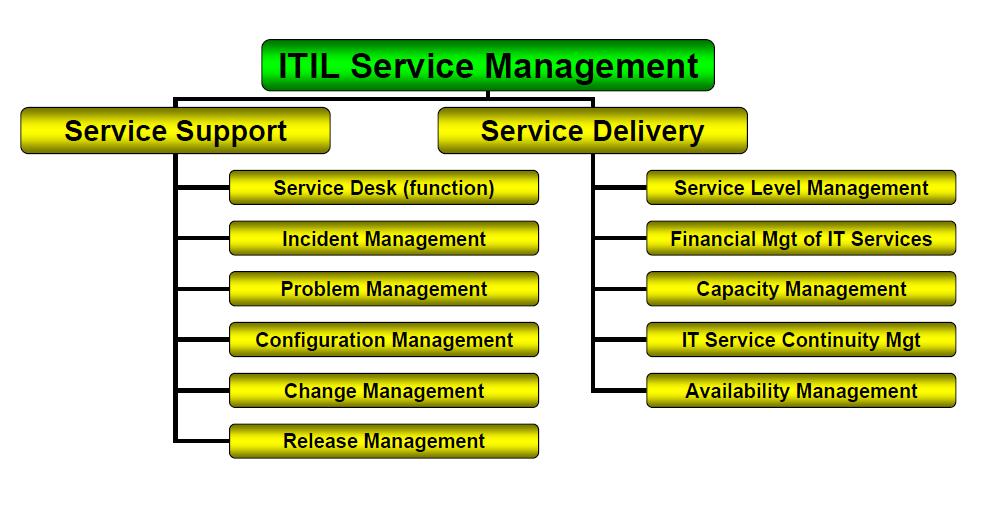 ITIL Service Management
Service Support
Service Delivery
Service Desk (function)
Incident Management
Problem Management
Configuration Management
Change Management
Release Management
Service Level Management
Financial Mgt of IT Services
Capacity Management
IT Service Continuity Mgt
Availability Management